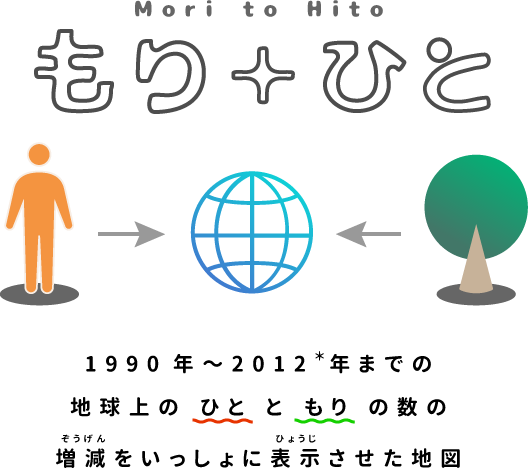 Mori to Hito
もり+ひと
1990年〜2012*年までの
地球上の ひと と もり の数の
ぞうげん ひょうじ
増減をいっしょに表示させた地図